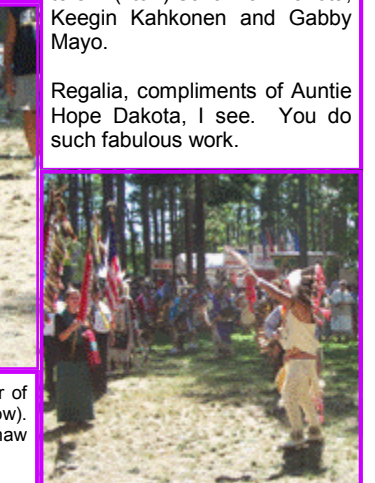 Keegin Kahkonen and Gabby
Mayo.
Regalia, compliments of Auntie
Hope Dakota, I see. You do
such fabulous work.
r of
ow).
naw